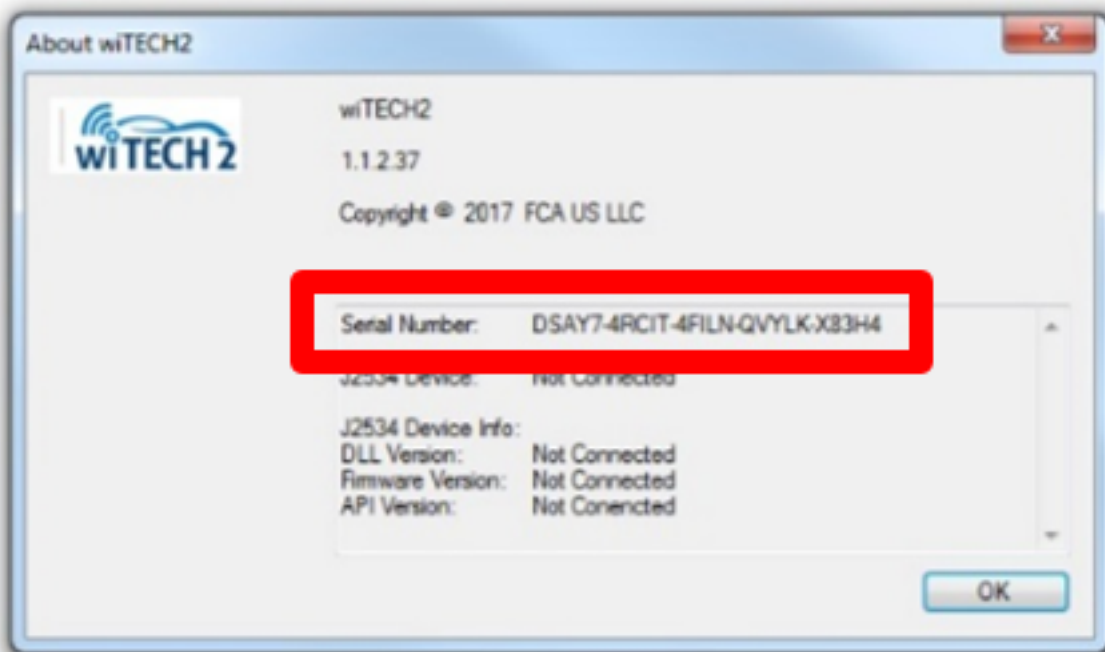 About wiTECH2
wiTECH 2
wiTECH2
1.1.2.37
Copyright © 2017 FCA US LLC
Serial Number: DSAY7-4RCIT-4FILN-QVYLK-X83H4
J2534 Device: Not Connected
J2534 Device Info:
DLL Version: Not Connected
Firmware Version: Not Connected
API Version: Not Conencted
OK